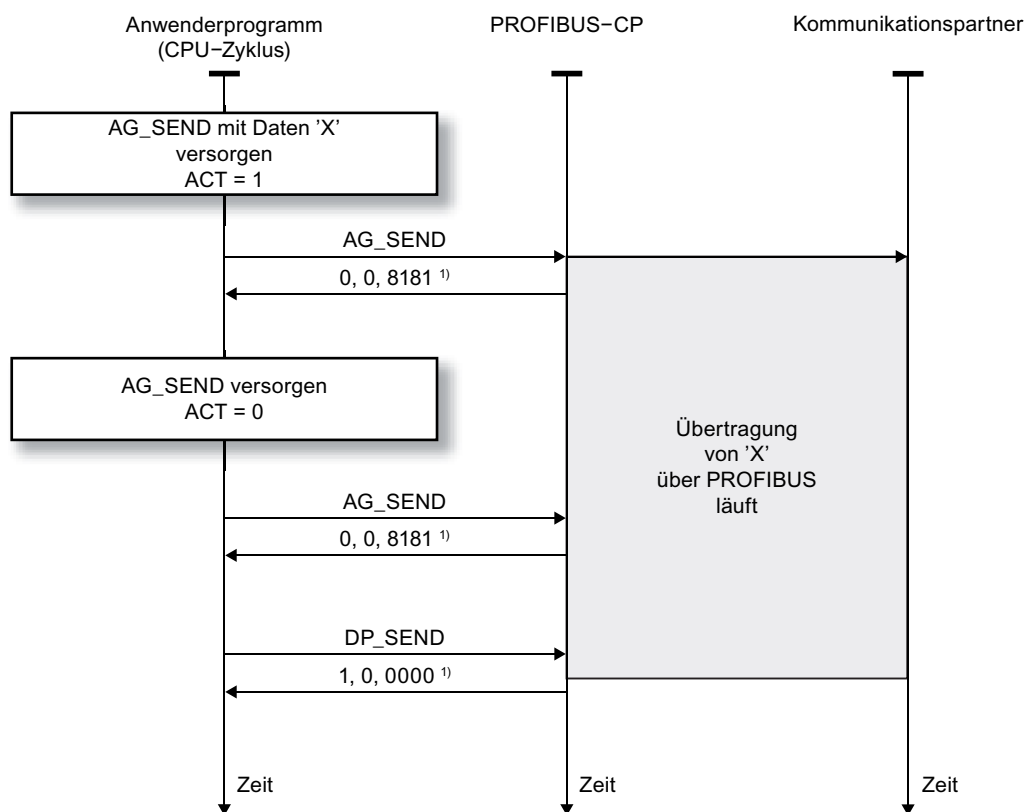 Anwenderprogramm
(CPU−Zyklus)
PROFIBUS−CP
Kommunikationspartner
AG_SEND mit Daten ’X’
versorgen
ACT = 1
AG_SEND
0, 0, 8181 1)
AG_SEND versorgen
ACT = 0
Übertragung
von ’X’
über PROFIBUS
läuft
AG_SEND
0, 0, 8181 1)
DP_SEND
1, 0, 0000 1)
Zeit
Zeit
Zeit